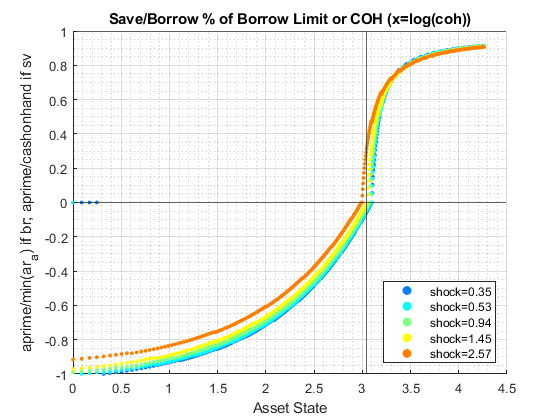 Save/Borrow % of Borrow Limit or COH (x=log(coh))
aprime/min(ar_a) if br; aprime/cashonhand if sv
1
0.8
0.6
0.4
0.2
0
-0.2
-0.4
-0.6
-0.8
-1
0 0.5 1 1.5 2 2.5 3 3.5 4 4.5
Asset State
shock=0.35
shock=0.53
shock=0.94
shock=1.45
shock=2.57